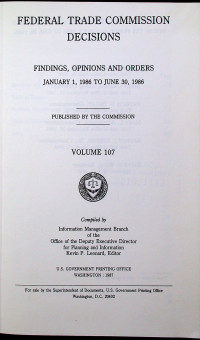 FEDERAL TRADE COMMISSION
DECISIONS
FINDINGS, OPINIONS AND ORDERS
JANUARY 1, 1986 TO JUNE 30, 1986
PUBLISHED BY THE COMMISSION
VOLUME 107
Compiled by
Information Management Branch
of the
Office of the Deputy Executive Director
for Planning and Information
Kevin P. Leonard, Editor
U.S. GOVERNMENT PRINTING OFFICE
WASHINGTON : 1987
For sale by the Superintendent of Documents, U.S. Government Printing Office
Washington, D.C. 20402